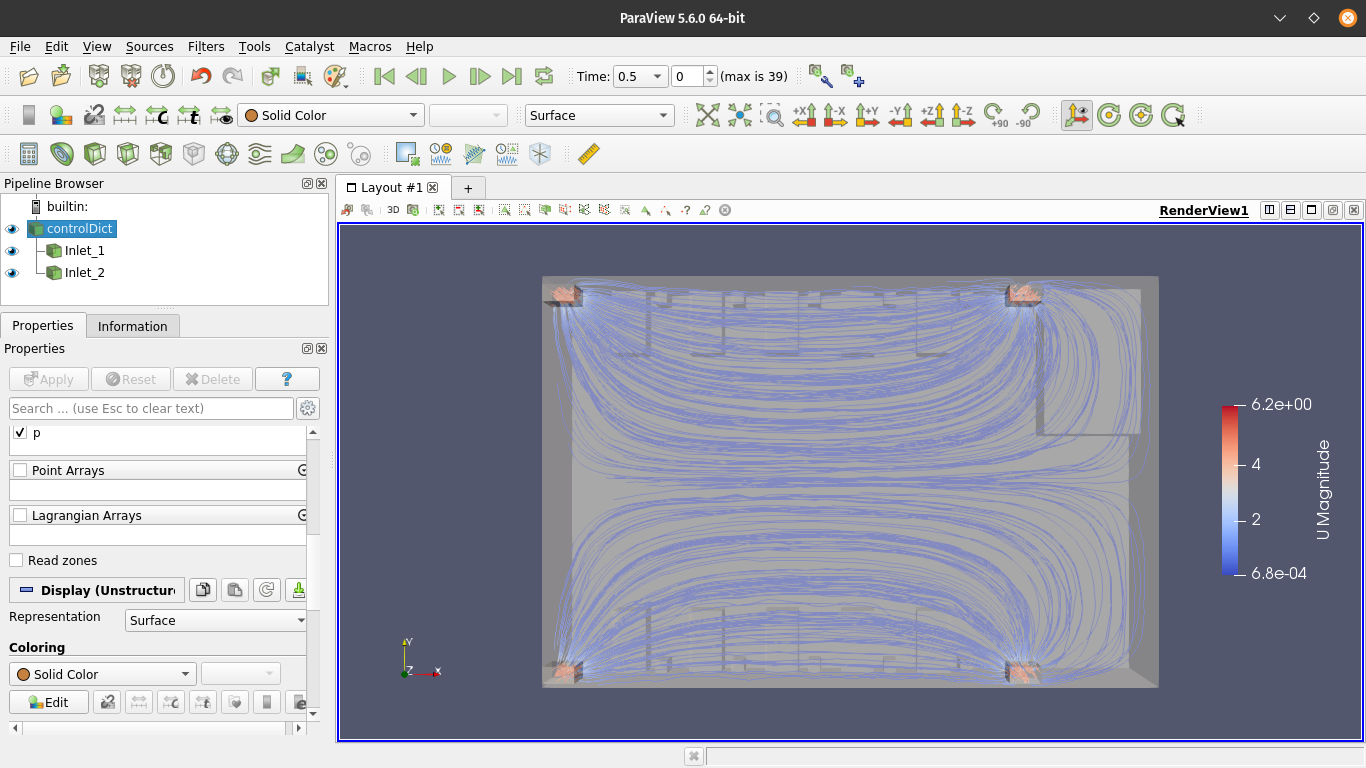 ParaView 5.6.0 64-bit
File Edit View Sources Filters Tools Catalyst Macros Help
Time: 0.5 0 (max is 39)
Solid Color Surface +X -X +Y -Y +Z -Z +90 -90
Pipeline Browser
Layout #1 +
builtin:
3D RenderView1
controlDict
Inlet_1
Inlet_2
Properties Information
Properties
Apply Reset Delete ?
Search ... (use Esc to clear text)
p
Point Arrays
Lagrangian Arrays
Read zones
Display (Unstructur
Representation Surface
Coloring
Solid Color
Edit
6.2e+00
4
2
6.8e-04
U Magnitude
Y
Z X